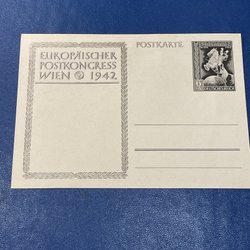 EUROPÄISCHER
POSTKONGRESS
WIEN 1942
POSTKARTE